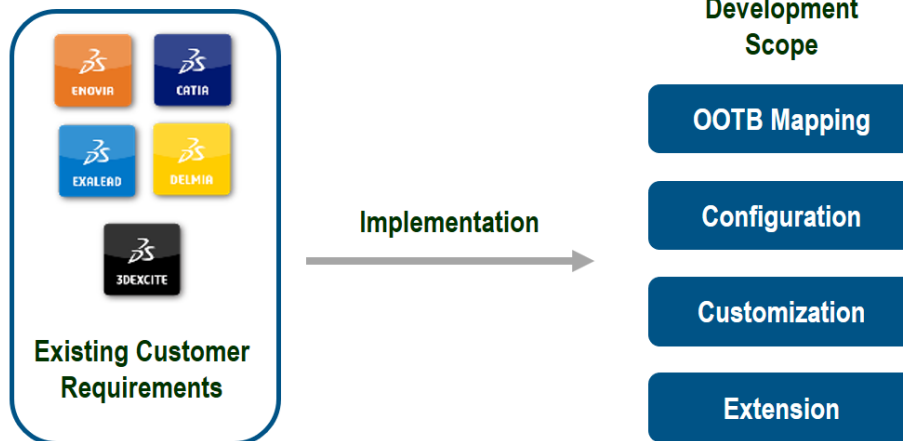 Development
Scope
ENOVIA
CATIA
EXALEAD
DELMIA
3DEXCITE
Existing Customer
Requirements
Implementation
OOTB Mapping
Configuration
Customization
Extension